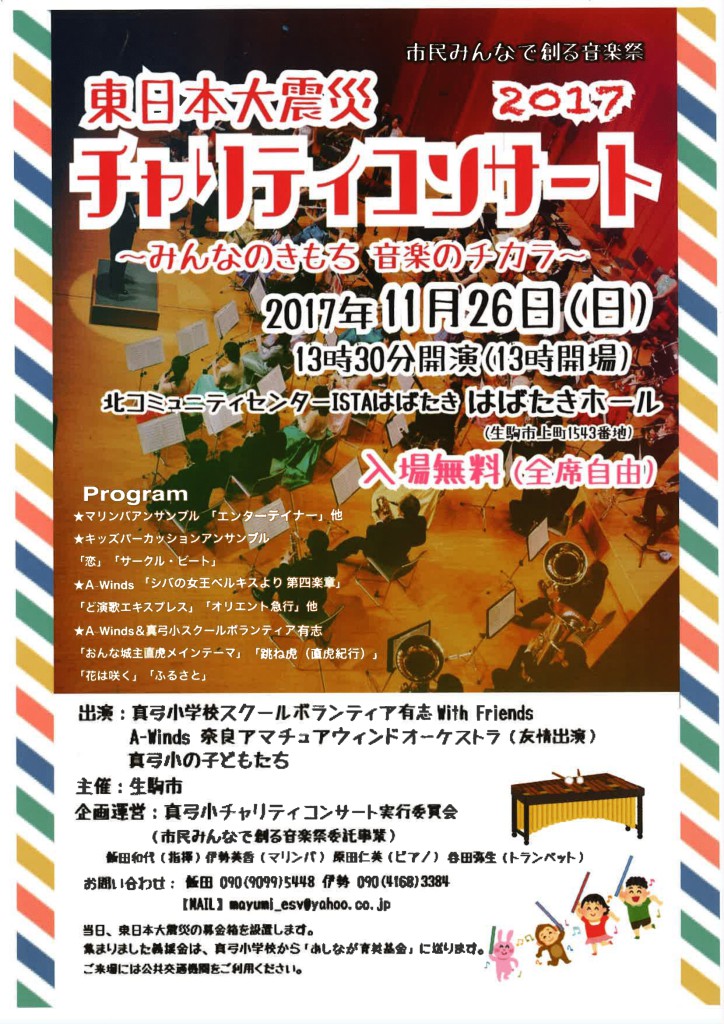 市民みんなで創る音楽祭
東日本大震災 2017
チャリティコンサート
〜みんなのきもち 音楽のチカラ〜
2017年11月26日(日)
13時30分開演(13時開場)
北コミュニティセンターISTAはばたき はばたきホール
(生駒市上町1543番地)
入場無料(全席自由)
Program
★マリンバアンサンブル 「エンターテイナー」他
★キッズパーカッションアンサンブル
「恋」「サークル・ビート」
★A-Winds 「シバの女王ベルキスより 第四楽章」
「ど演歌エキスプレス」「オリエント急行」他
★A-Winds&真弓小スクールボランティア有志
「おんな城主直虎メインテーマ」「跳ね虎(直虎紀行)」
「花は咲く」「ふるさと」
出演:真弓小学校スクールボランティア有志 With Friends
A-Winds 奈良アマチュアウィンドオーケストラ(友情出演)
真弓小の子どもたち
主催:生駒市
企画運営:真弓小チャリティコンサート実行委員会
(市民みんなで創る音楽祭委託事業)
飯田和代(指揮)伊勢美香(マリンバ)原田仁美(ピアノ)春田弥生(トランペット)
お問い合わせ: 飯田 090(9099)5448 伊勢 090(4168)3384
【MAIL】mayumi_esv@yahoo.co.jp
当日、東日本大震災の募金箱を設置します。
集まりました義援金は、真弓小学校から「あしなが育英基金」に送ります。
ご来場には公共交通機関をご利用ください。